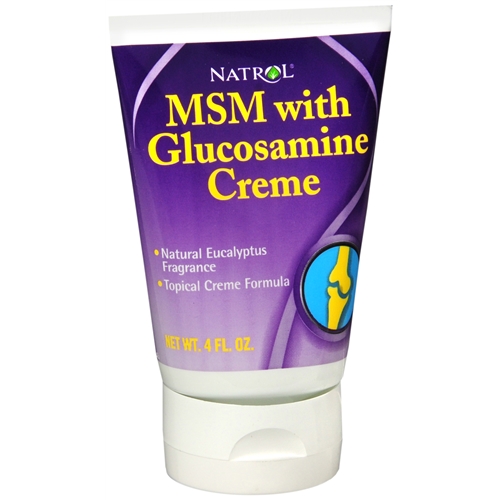 NATROL®
MSM with
Glucosamine
Creme
• Natural Eucalyptus
Fragrance
• Topical Creme Formula
NET WT. 4 FL. OZ.